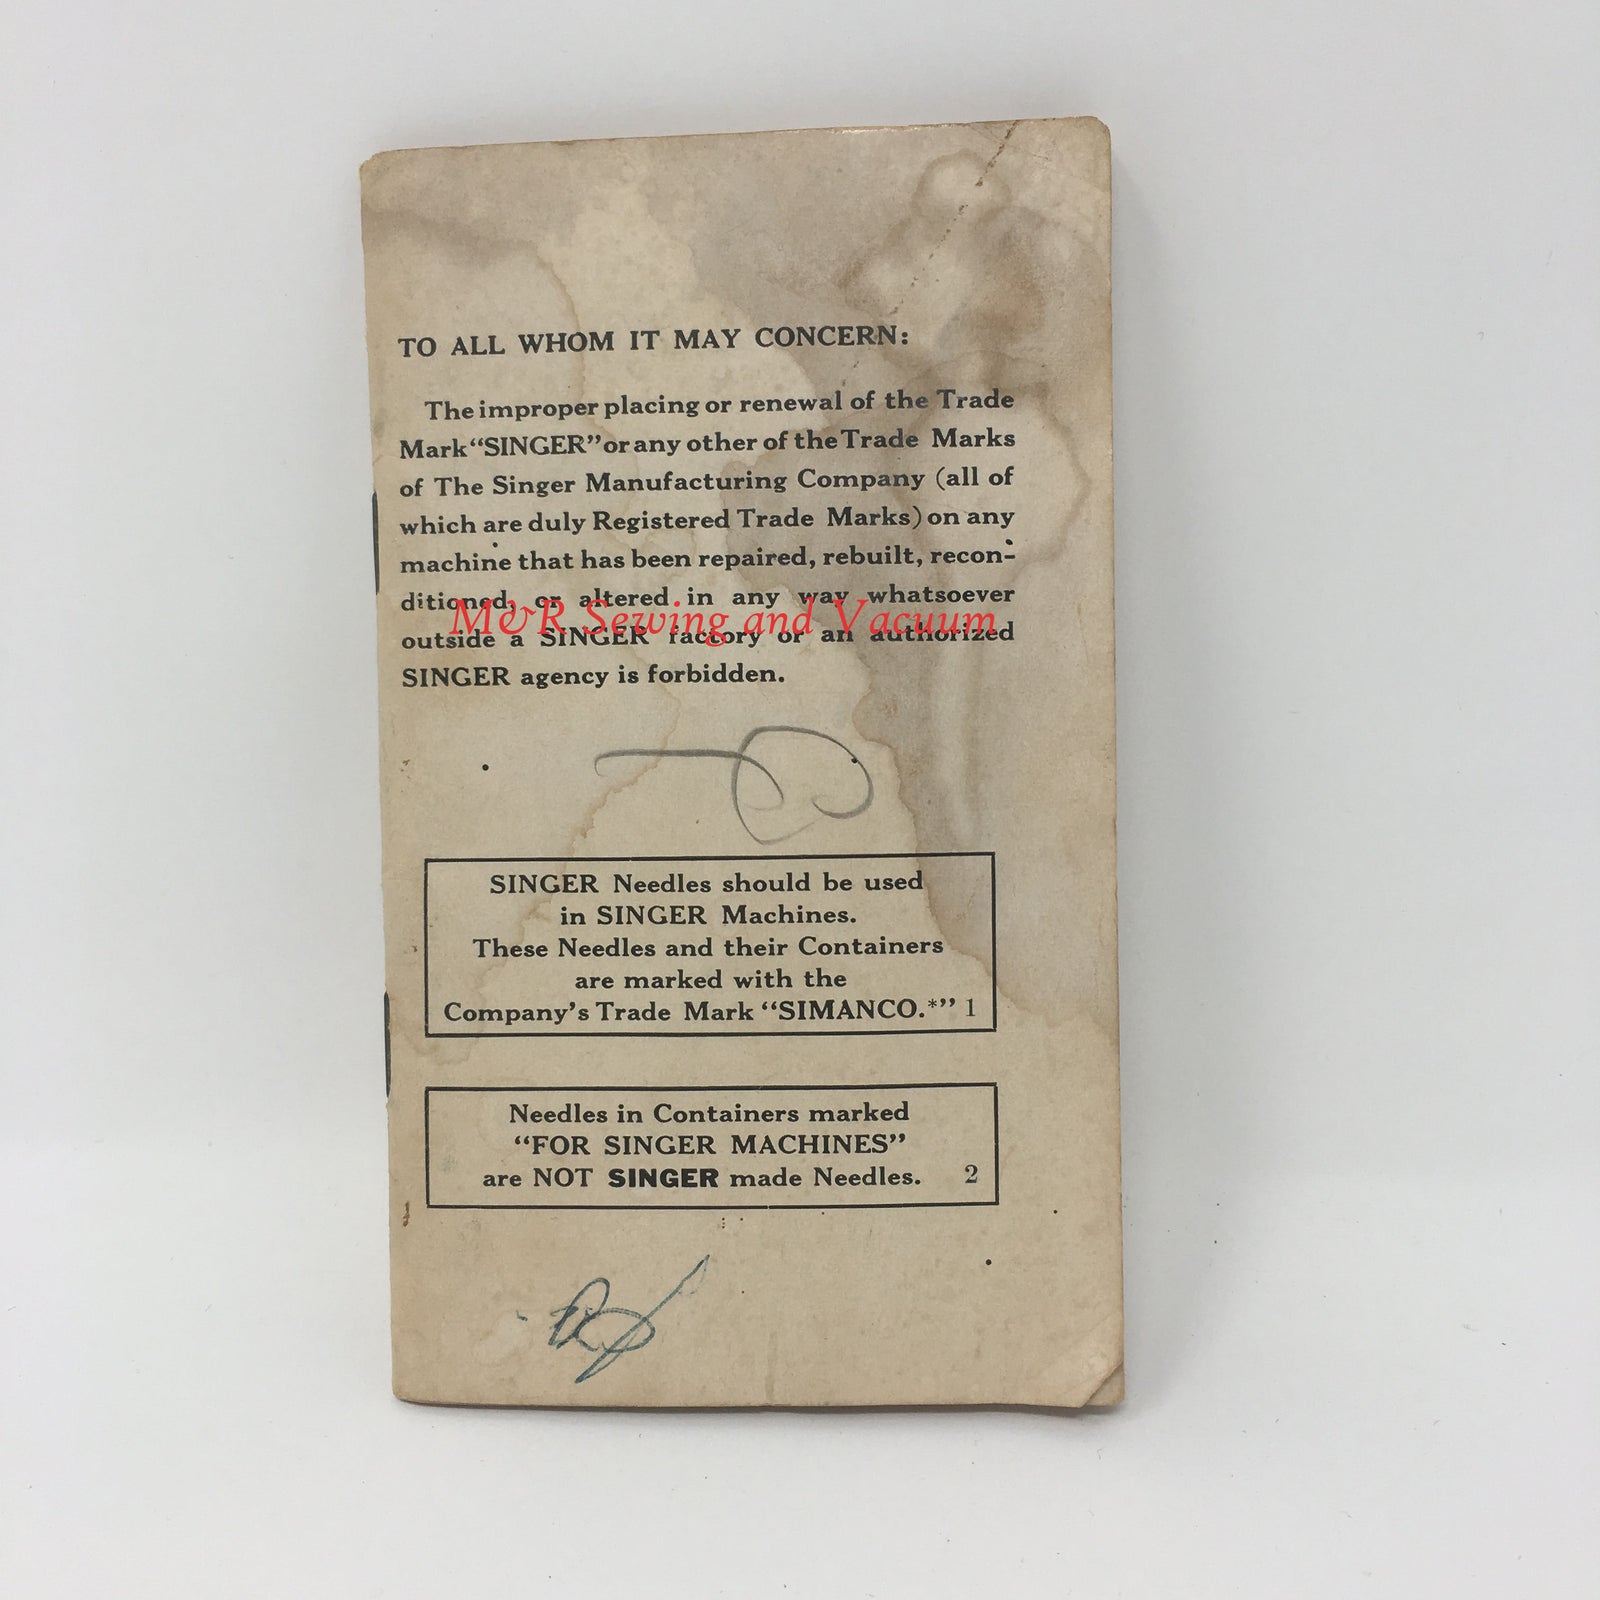 TO ALL WHOM IT MAY CONCERN:
The improper placing or renewal of the Trade
Mark "SINGER" or any other of the Trade Marks
of The Singer Manufacturing Company (all of
which are duly Registered Trade Marks) on any
machine that has been repaired, rebuilt, recon-
ditioned, or altered in any way whatsoever
M&R Sewing and Vacuum
outside a SINGER factory or an authorized
SINGER agency is forbidden.
SINGER Needles should be used
in SINGER Machines.
These Needles and their Containers
are marked with the
Company's Trade Mark "SIMANCO.*" 1
Needles in Containers marked
"FOR SINGER MACHINES"
are NOT SINGER made Needles. 2